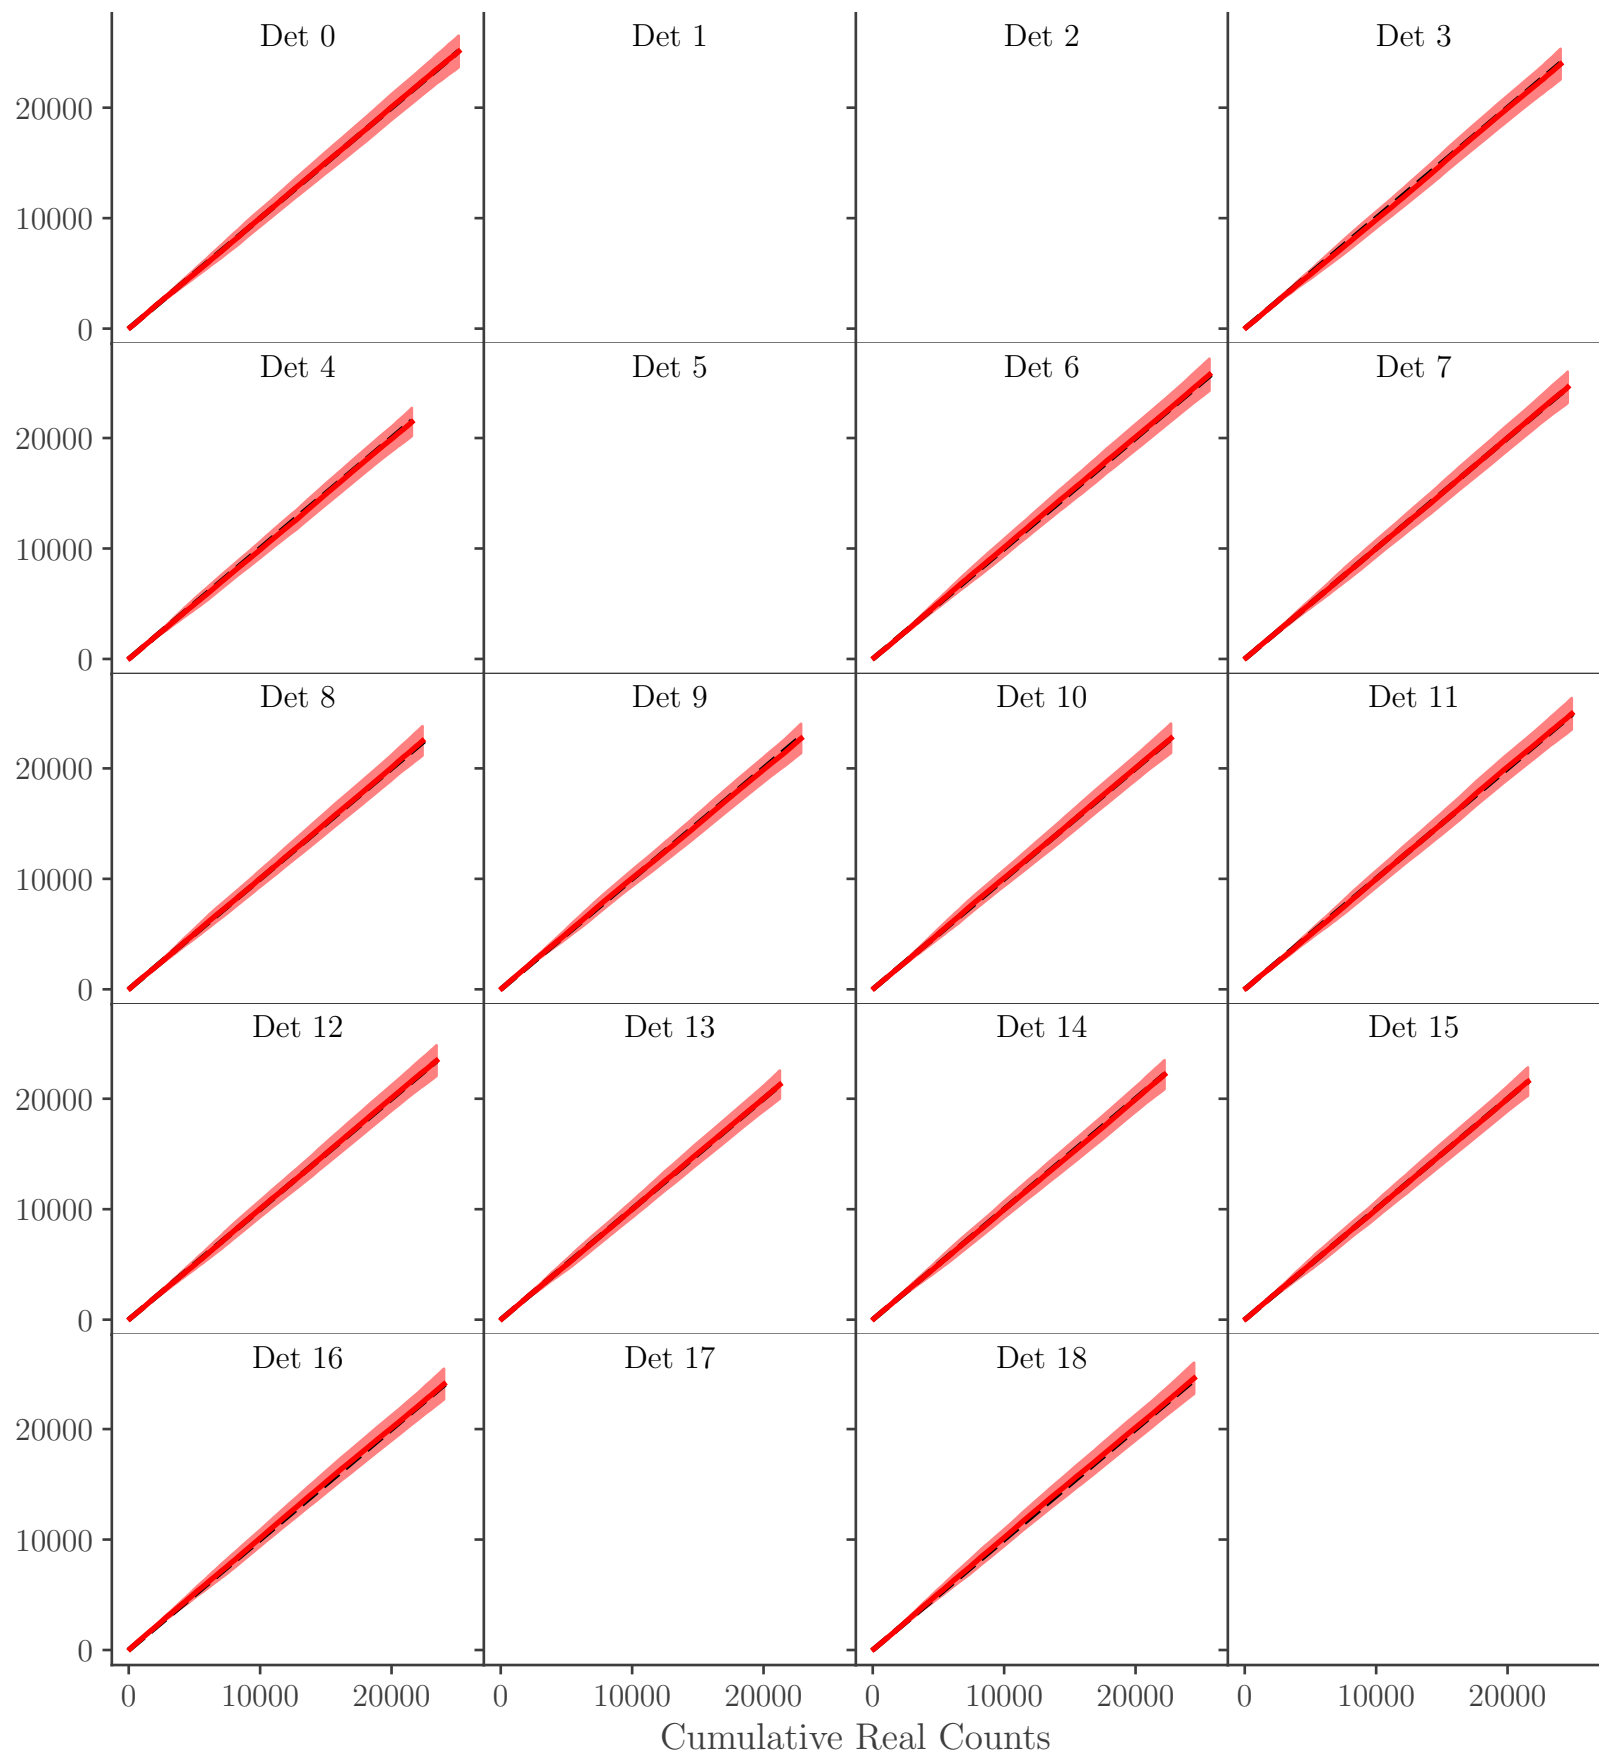 Det 0 Det 1 Det 2 Det 3
20000
10000
0
Det 4 Det 5 Det 6 Det 7
20000
10000
0
Det 8 Det 9 Det 10 Det 11
20000
10000
0
Det 12 Det 13 Det 14 Det 15
20000
10000
0
Det 16 Det 17 Det 18
20000
10000
0
0 10000 20000 0 10000 20000 0 10000 20000 0 10000 20000
Cumulative Real Counts